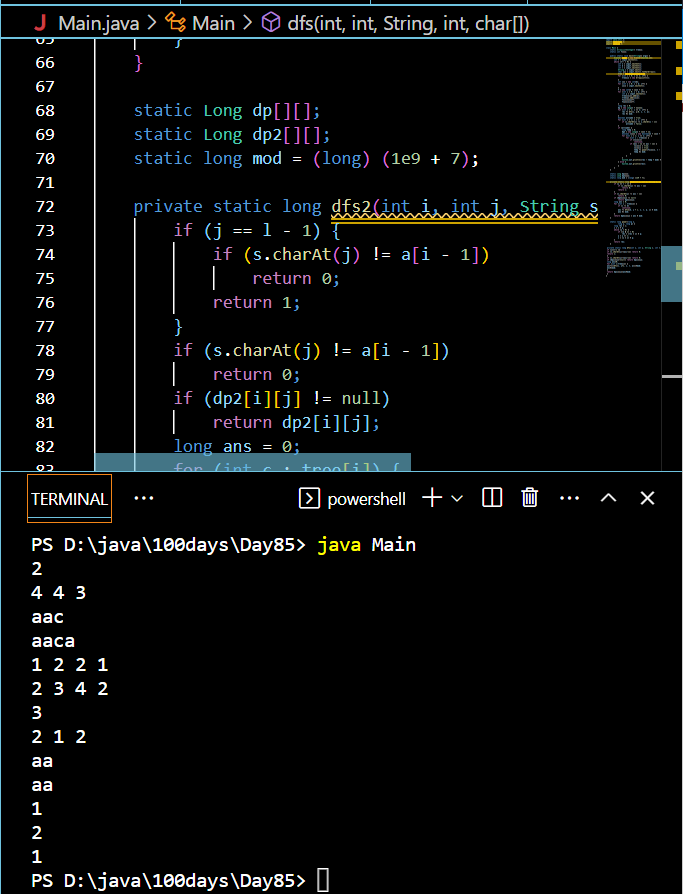 J Main.java > Main > dfs(int, int, String, int, char[])
65 }
66 }
67
68 static Long dp[][];
69 static Long dp2[][];
70 static long mod = (long) (1e9 + 7);
71
72 private static long dfs2(int i, int j, String s
73 if (j == l - 1) {
74 if (s.charAt(j) != a[i - 1])
75 return 0;
76 return 1;
77 }
78 if (s.charAt(j) != a[i - 1])
79 return 0;
80 if (dp2[i][j] != null)
81 return dp2[i][j];
82 long ans = 0;
83 for (int c : tree[i]) {
TERMINAL ··· powershell
PS D:\java\100days\Day85> java Main
2
4 4 3
aac
aaca
1 2 2 1
2 3 4 2
3
2 1 2
aa
aa
1
2
1
PS D:\java\100days\Day85>